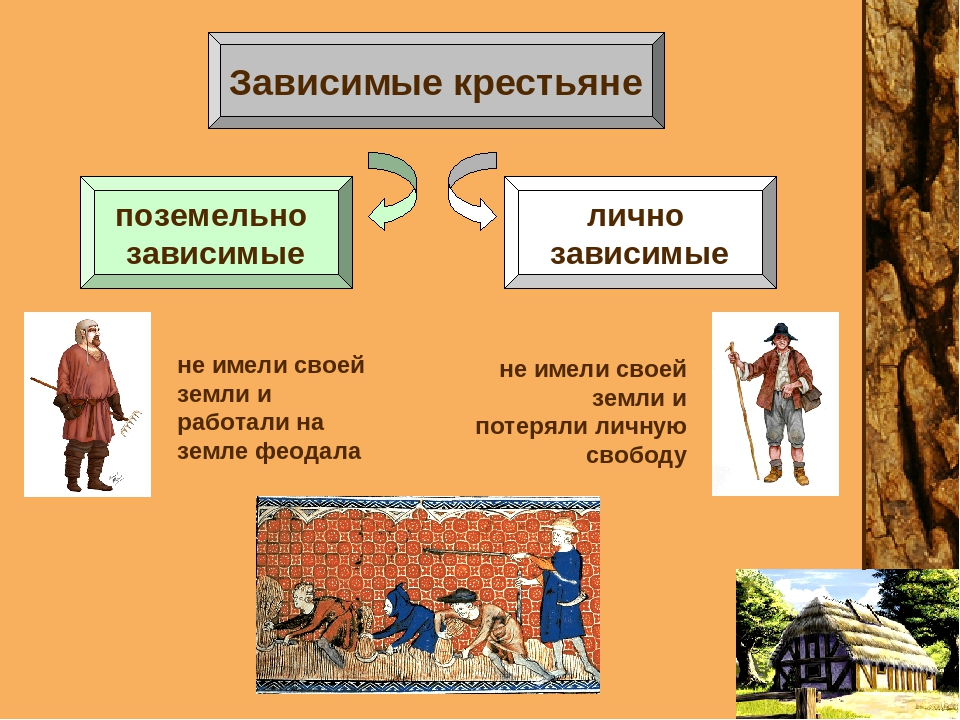 Зависимые крестьяне
поземельно
зависимые
лично
зависимые
не имели своей
земли и
работали на
земле феодала
не имели своей
земли и
потеряли личную
свободу